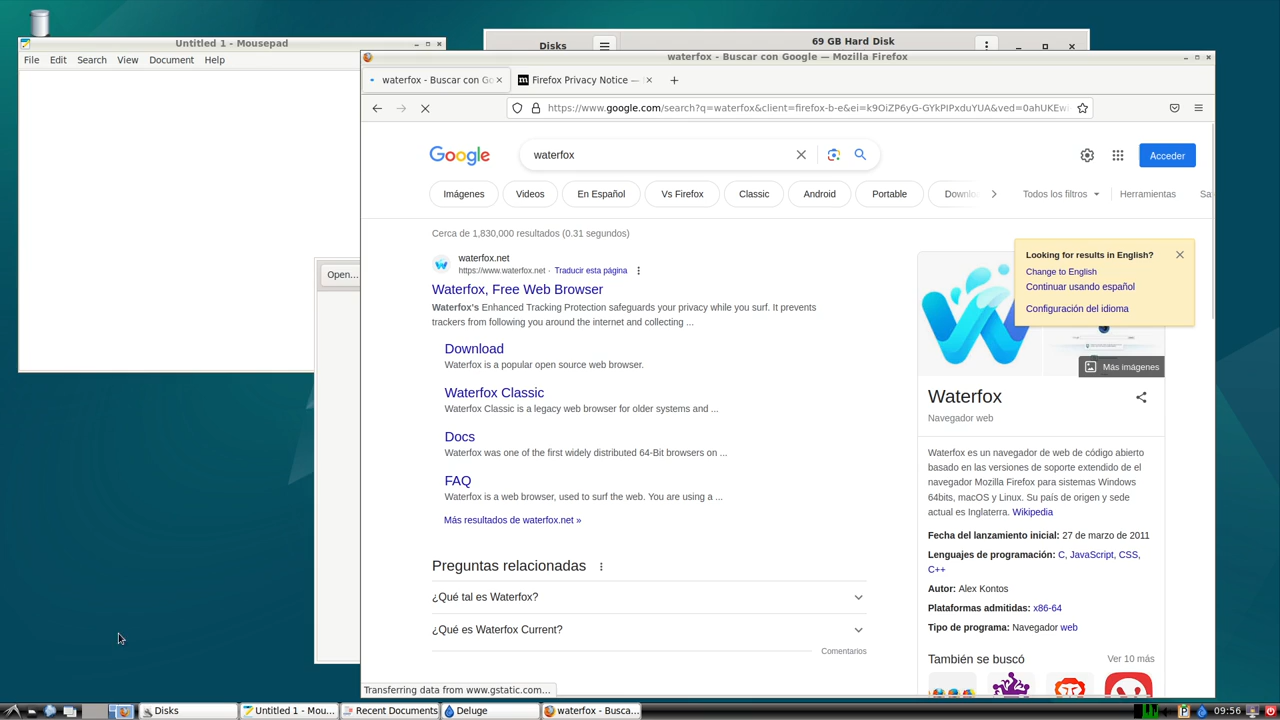 Untitled 1 - Mousepad
File Edit Search View Document Help
Disks
69 GB Hard Disk
Open...
waterfox - Buscar con Google — Mozilla Firefox
waterfox - Buscar con Go
Firefox Privacy Notice —
https://www.google.com/search?q=waterfox&client=firefox-b-e&ei=k9OiZP6yG-GYkPIPxduYUA&ved=0ahUKEwi
Google
waterfox
Acceder
Imágenes Videos En Español Vs Firefox Classic Android Portable Downlo Todos los filtros Herramientas Sa
Cerca de 1,830,000 resultados (0.31 segundos)
waterfox.net
https://www.waterfox.net · Traducir esta página
Waterfox, Free Web Browser
Waterfox's Enhanced Tracking Protection safeguards your privacy while you surf. It prevents
trackers from following you around the internet and collecting ...
Download
Waterfox is a popular open source web browser.
Waterfox Classic
Waterfox Classic is a legacy web browser for older systems and ...
Docs
Waterfox was one of the first widely distributed 64-Bit browsers on ...
FAQ
Waterfox is a web browser, used to surf the web. You are using a ...
Más resultados de waterfox.net »
Preguntas relacionadas
¿Qué tal es Waterfox?
¿Qué es Waterfox Current?
Comentarios
Looking for results in English?
Change to English
Continuar usando español
Configuración del idioma
Más imágenes
Waterfox
Navegador web
Waterfox es un navegador de web de código abierto
basado en las versiones de soporte extendido de el
navegador Mozilla Firefox para sistemas Windows
64bits, macOS y Linux. Su país de origen y sede
actual es Inglaterra. Wikipedia
Fecha del lanzamiento inicial: 27 de marzo de 2011
Lenguajes de programación: C, JavaScript, CSS,
C++
Autor: Alex Kontos
Plataformas admitidas: x86-64
Tipo de programa: Navegador web
También se buscó
Ver 10 más
Transferring data from www.gstatic.com...
Disks
Untitled 1 - Mou...
Recent Documents
Deluge
waterfox - Busca...
09:56